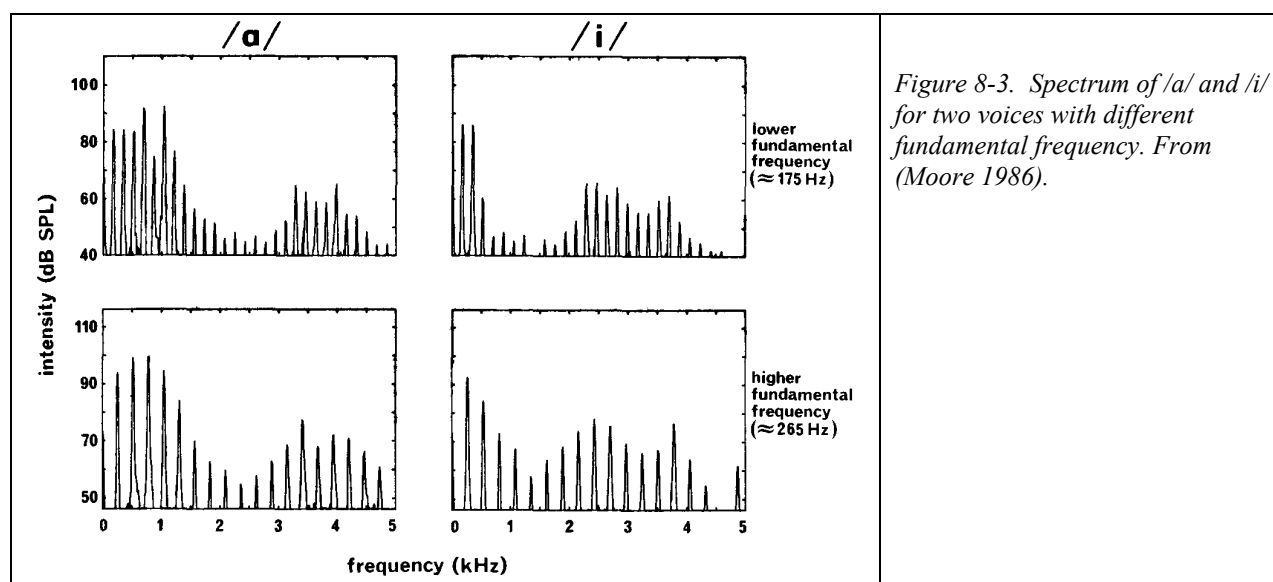 /a/
/i/
100
80
60
40
lower
fundamental
frequency
(≈ 175 Hz)
intensity (dB SPL)
110
90
70
50
higher
fundamental
frequency
(≈ 265 Hz)
0 1 2 3 4 5
0 1 2 3 4 5
frequency (kHz)
Figure 8-3. Spectrum of /a/ and /i/
for two voices with different
fundamental frequency. From
(Moore 1986).